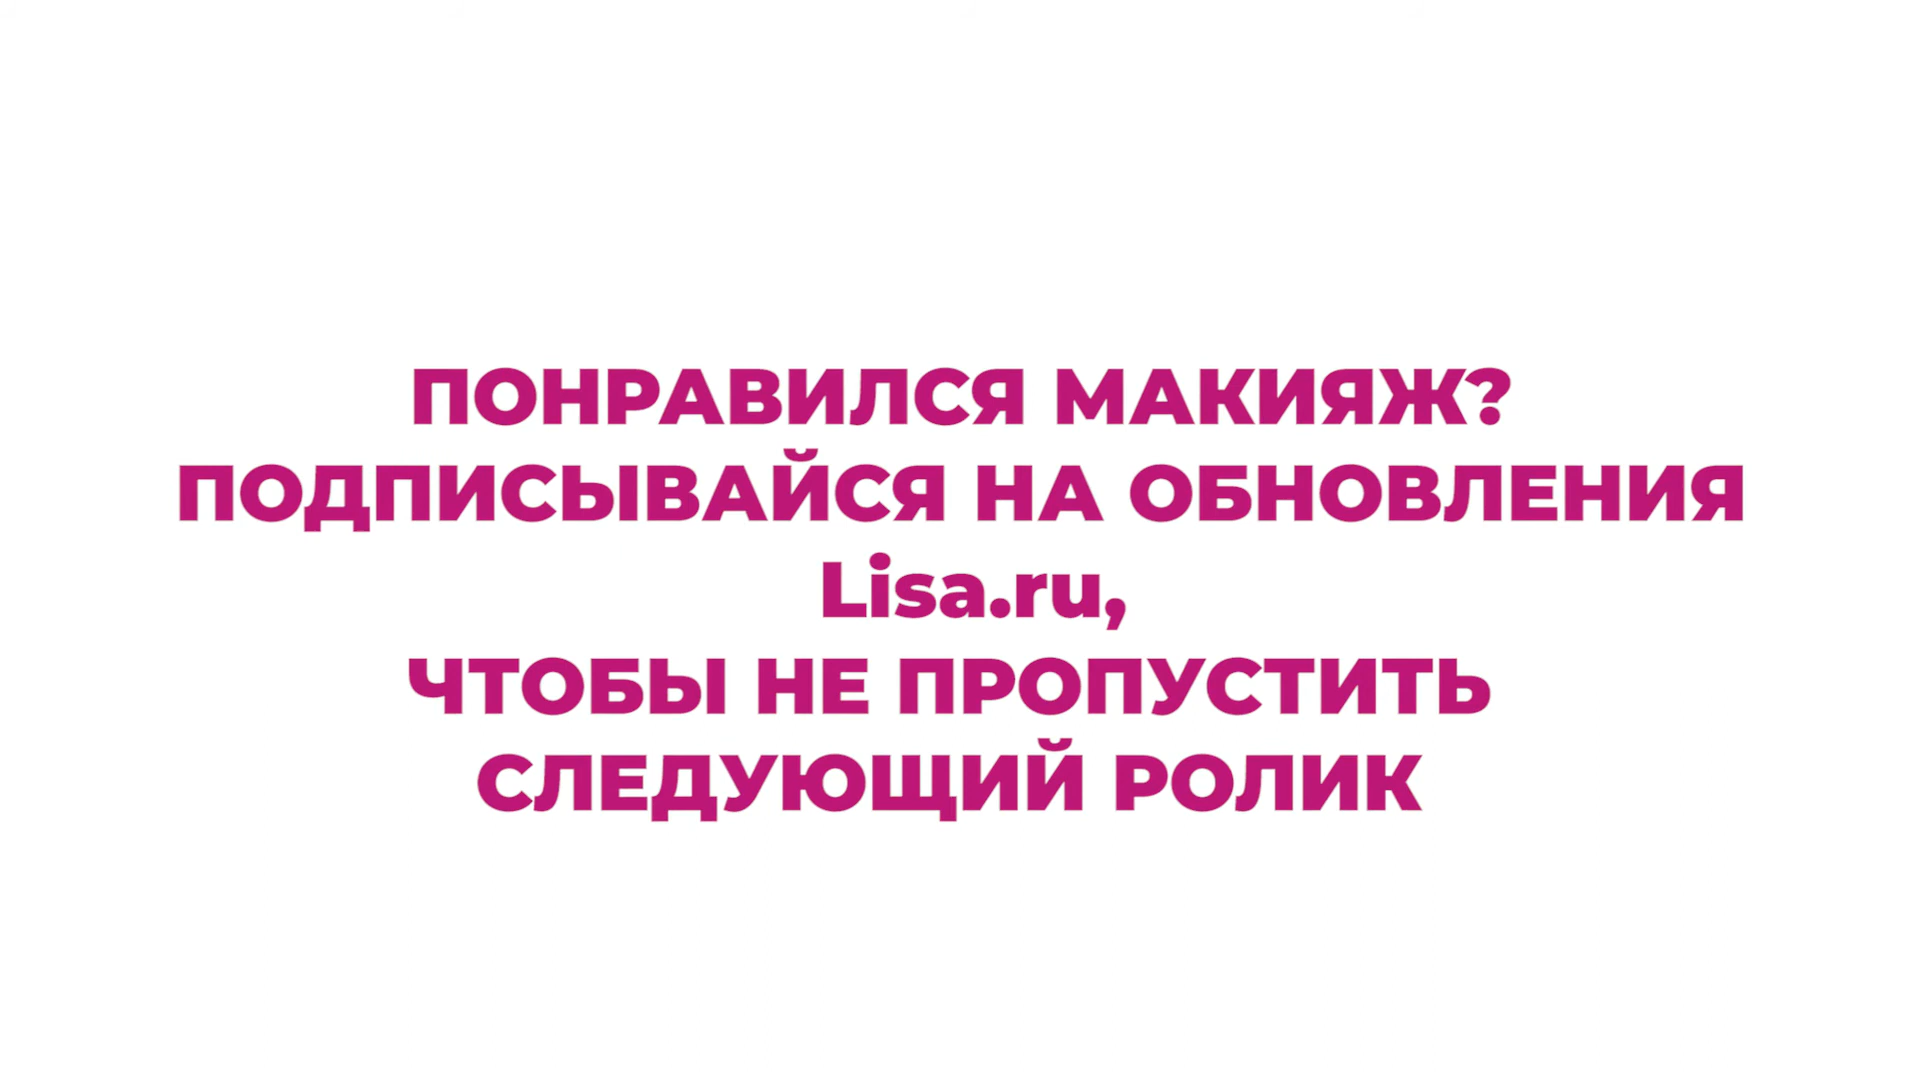 ПОНРАВИЛСЯ МАКИЯЖ?
ПОДПИСЫВАЙСЯ НА ОБНОВЛЕНИЯ
Lisa.ru,
ЧТОБЫ НЕ ПРОПУСТИТЬ
СЛЕДУЮЩИЙ РОЛИК